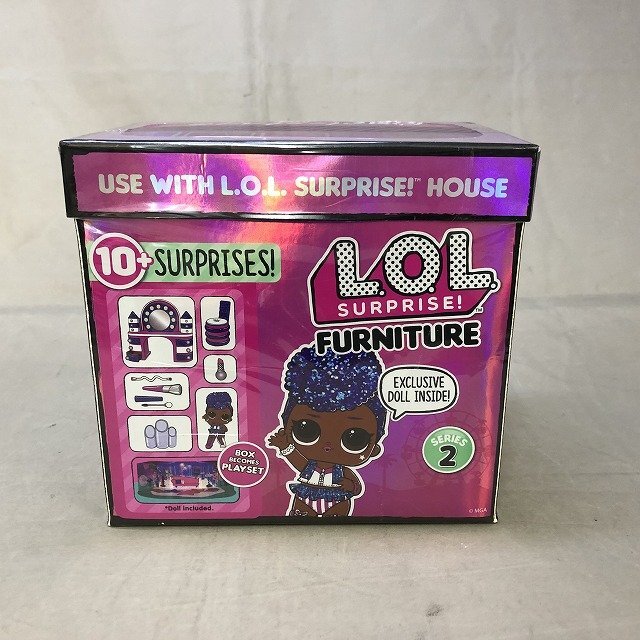 USE WITH L.O.L. SURPRISE!™ HOUSE
10+ SURPRISES!
L.O.L.
SURPRISE!™
FURNITURE
EXCLUSIVE
DOLL INSIDE!
BOX
BECOMES
PLAYSET
SERIES
2
*Doll included.
© MGA